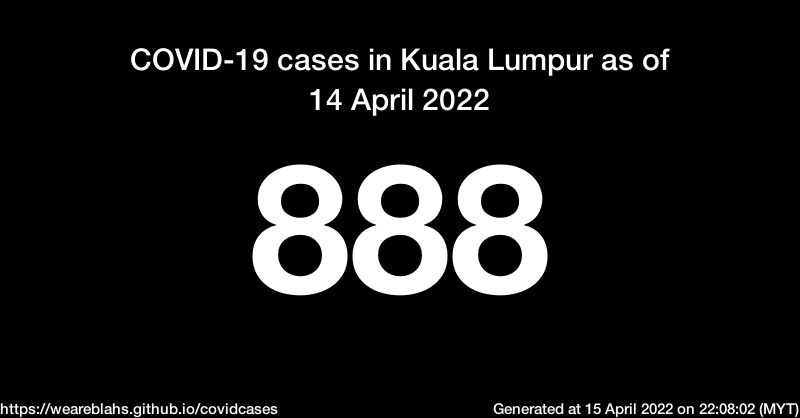 COVID-19 cases in Kuala Lumpur as of
14 April 2022
888
https://weareblahs.github.io/covidcases
Generated at 15 April 2022 on 22:08:02 (MYT)